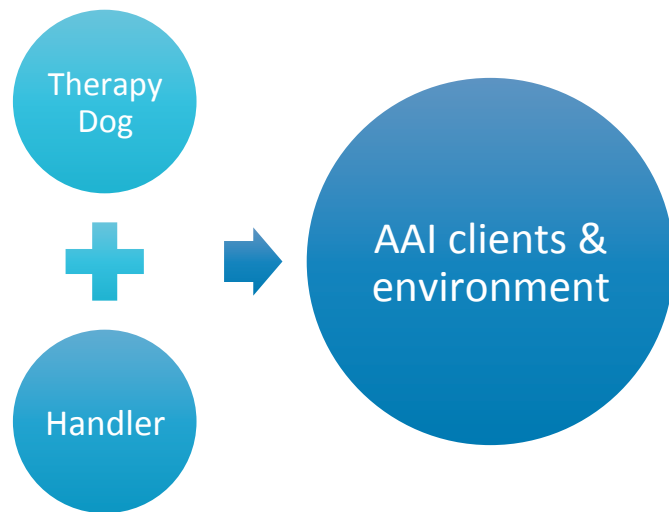 Therapy
Dog
Handler
AAI clients &
environment